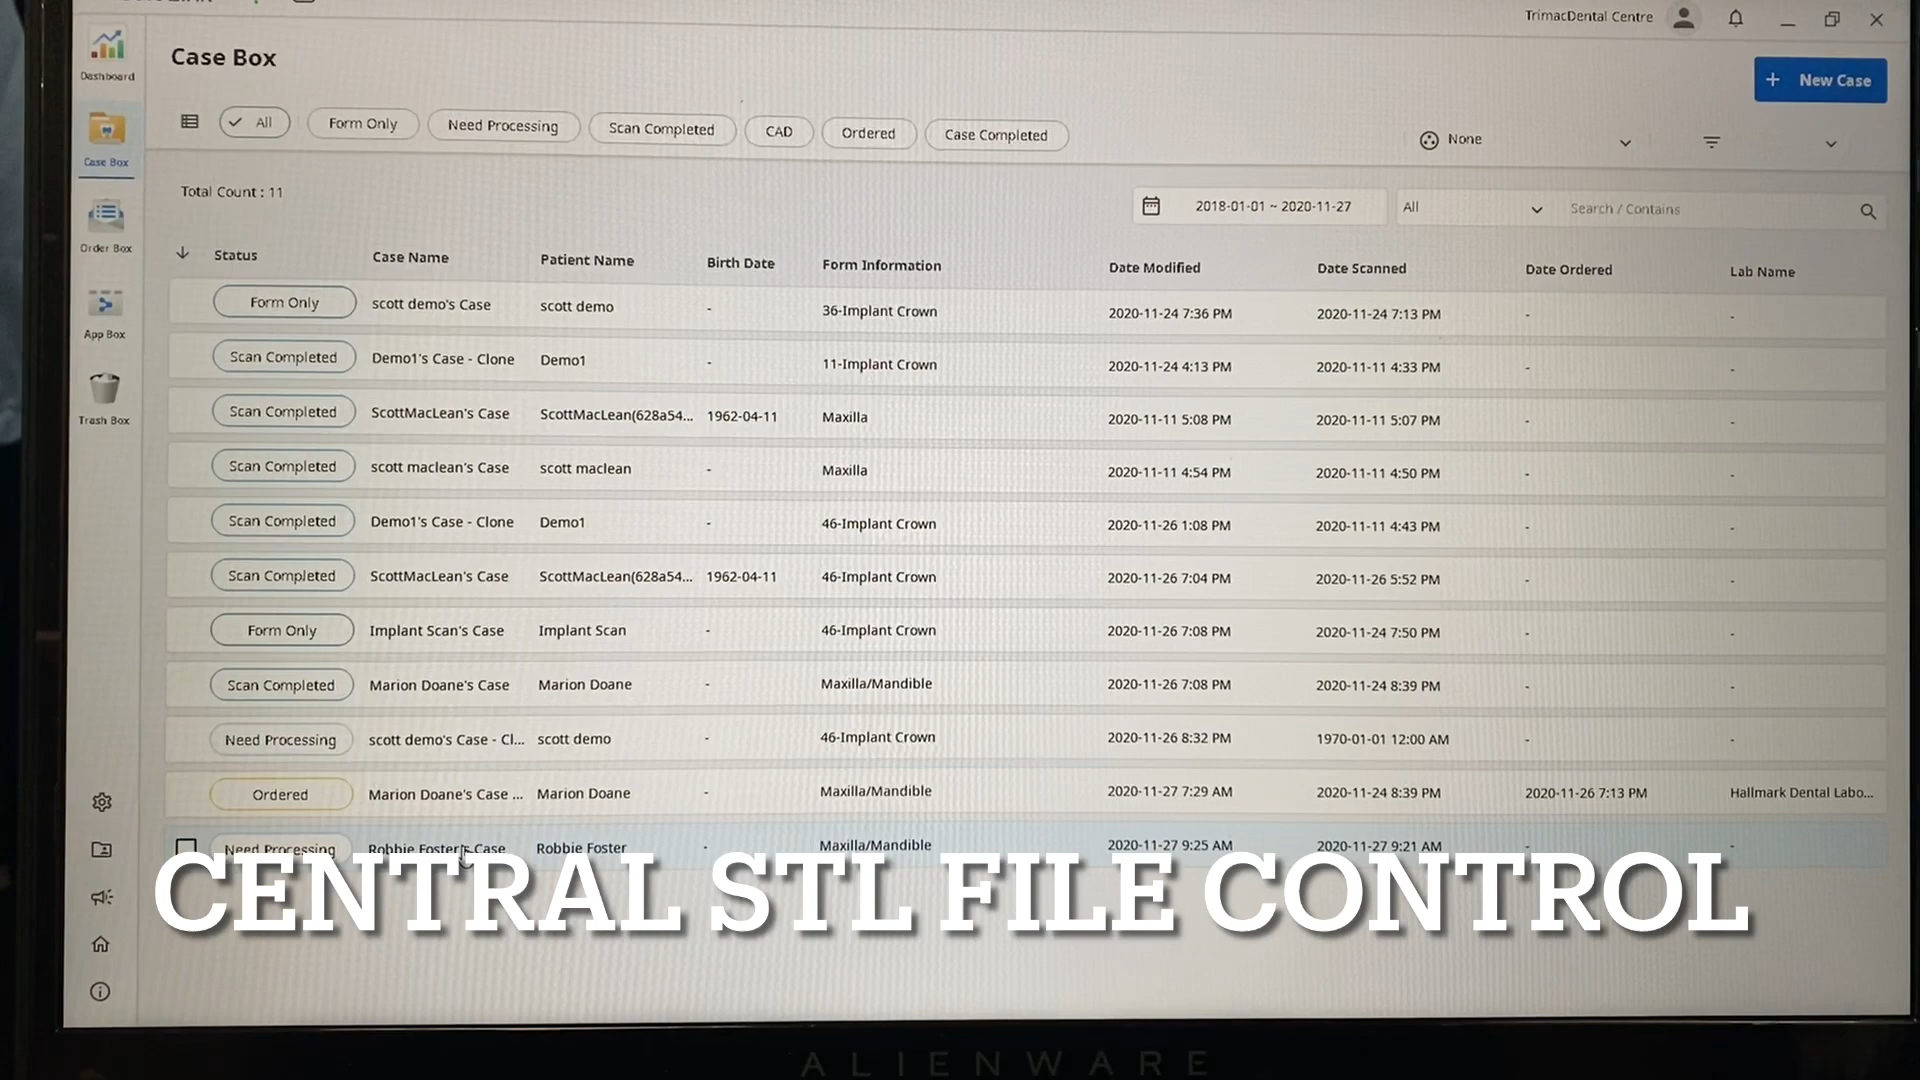 TrimacDental Centre
Case Box
+ New Case
Dashboard
Case Box
Order Box
App Box
Trash Box
All Form Only Need Processing Scan Completed CAD Ordered Case Completed None
Total Count : 11
2018-01-01 ~ 2020-11-27 All Search / Contains
Status Case Name Patient Name Birth Date Form Information Date Modified Date Scanned Date Ordered Lab Name
Form Only scott demo's Case scott demo - 36-Implant Crown 2020-11-24 7:36 PM 2020-11-24 7:13 PM - -
Scan Completed Demo1's Case - Clone Demo1 - 11-Implant Crown 2020-11-24 4:13 PM 2020-11-11 4:33 PM - -
Scan Completed ScottMacLean's Case ScottMacLean(628a54... 1962-04-11 Maxilla 2020-11-11 5:08 PM 2020-11-11 5:07 PM - -
Scan Completed scott maclean's Case scott maclean - Maxilla 2020-11-11 4:54 PM 2020-11-11 4:50 PM - -
Scan Completed Demo1's Case - Clone Demo1 - 46-Implant Crown 2020-11-26 1:08 PM 2020-11-11 4:43 PM - -
Scan Completed ScottMacLean's Case ScottMacLean(628a54... 1962-04-11 46-Implant Crown 2020-11-26 7:04 PM 2020-11-26 5:52 PM - -
Form Only Implant Scan's Case Implant Scan - 46-Implant Crown 2020-11-26 7:08 PM 2020-11-24 7:50 PM - -
Scan Completed Marion Doane's Case Marion Doane - Maxilla/Mandible 2020-11-26 7:08 PM 2020-11-24 8:39 PM - -
Need Processing scott demo's Case - Cl... scott demo - 46-Implant Crown 2020-11-26 8:32 PM 1970-01-01 12:00 AM - -
Ordered Marion Doane's Case ... Marion Doane - Maxilla/Mandible 2020-11-27 7:29 AM 2020-11-24 8:39 PM 2020-11-26 7:13 PM Hallmark Dental Labo...
Need Processing Robbie Foster's Case Robbie Foster - Maxilla/Mandible 2020-11-27 9:25 AM 2020-11-27 9:21 AM - -
CENTRAL STL FILE CONTROL
ALIENWARE